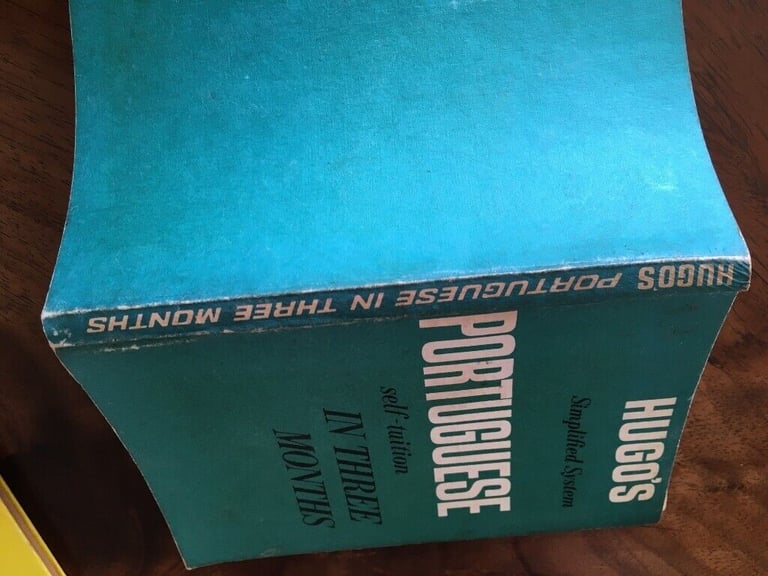 HUGO'S
Simplified System
PORTUGUESE
self-tuition
IN THREE
MONTHS
HUGO'S PORTUGUESE IN THREE MONTHS